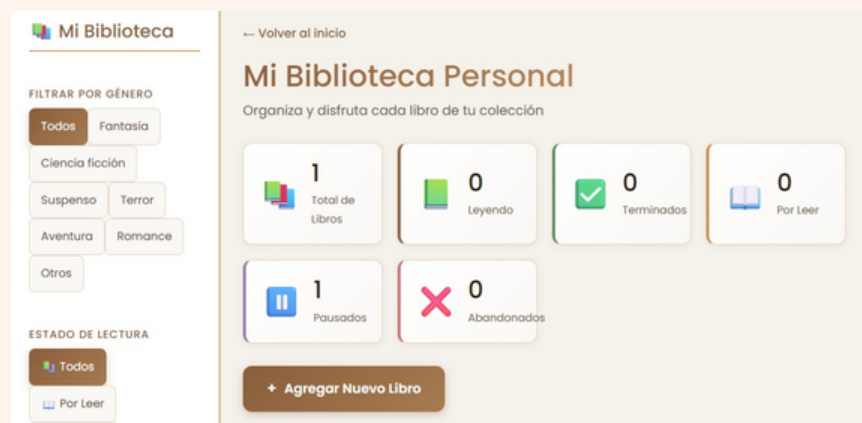 Mi Biblioteca
FILTRAR POR GÉNERO
Todos
Fantasía
Ciencia ficción
Suspenso
Terror
Aventura
Romance
Otros
ESTADO DE LECTURA
Todos
Por Leer
← Volver al inicio
Mi Biblioteca Personal
Organiza y disfruta cada libro de tu colección
1
Total de
Libros
0
Leyendo
0
Terminados
0
Por Leer
1
Pausados
0
Abandonados
+ Agregar Nuevo Libro